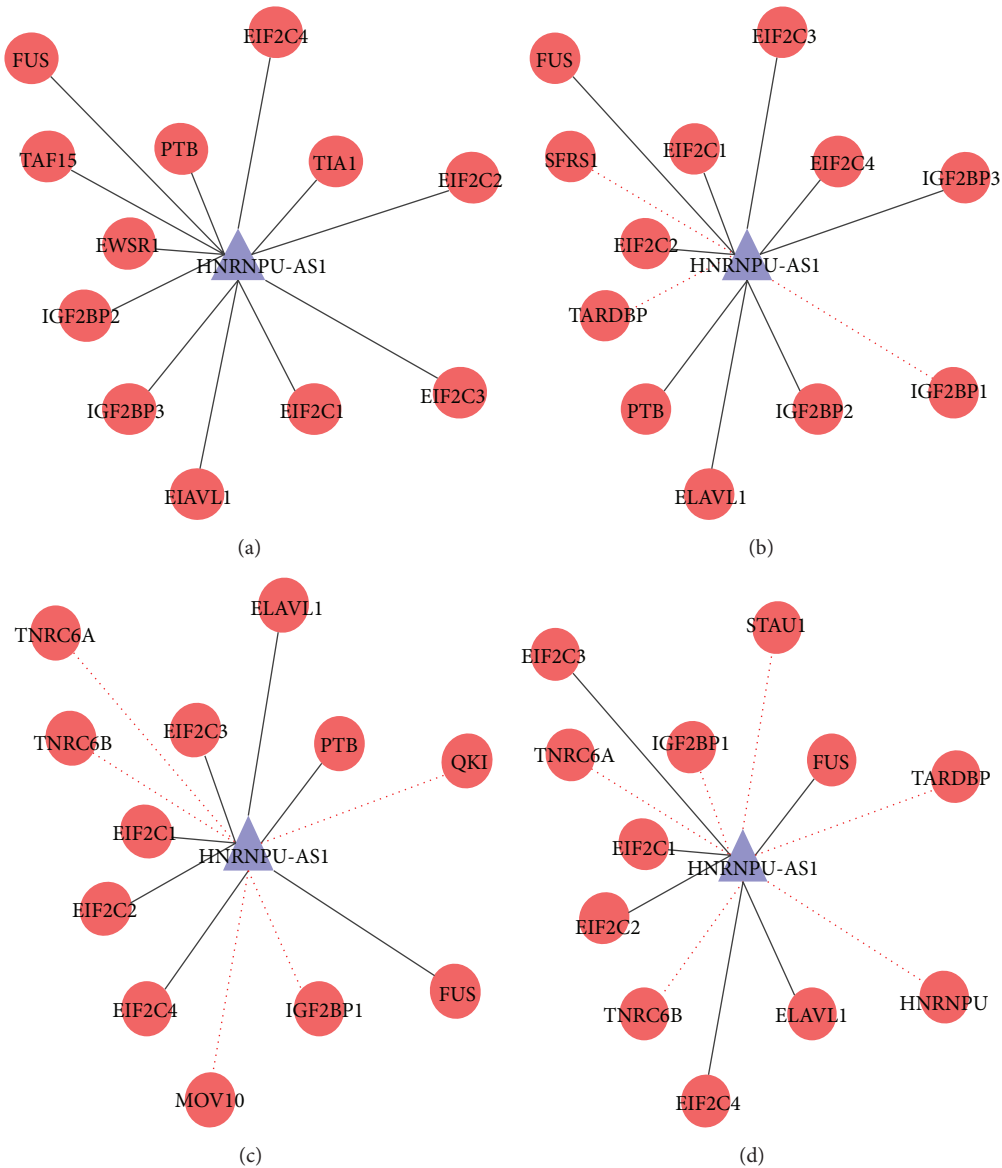 EIF2C4
FUS
PTB
TAF15
TIA1
EIF2C2
EWSR1
HNRNPU-AS1
IGF2BP2
EIF2C3
IGF2BP3
EIF2C1
EIAVL1
(a)
EIF2C3
FUS
EIF2C1
SFRS1
EIF2C4
IGF2BP3
EIF2C2
HNRNPU-AS1
TARDBP
IGF2BP1
PTB
IGF2BP2
ELAVL1
(b)
ELAVL1
TNRC6A
EIF2C3
TNRC6B
PTB
QKI
EIF2C1
HNRNPU-AS1
EIF2C2
FUS
EIF2C4
IGF2BP1
MOV10
(c)
STAU1
EIF2C3
IGF2BP1
TNRC6A
FUS
TARDBP
EIF2C1
HNRNPU-AS1
EIF2C2
HNRNPU
TNRC6B
ELAVL1
EIF2C4
(d)